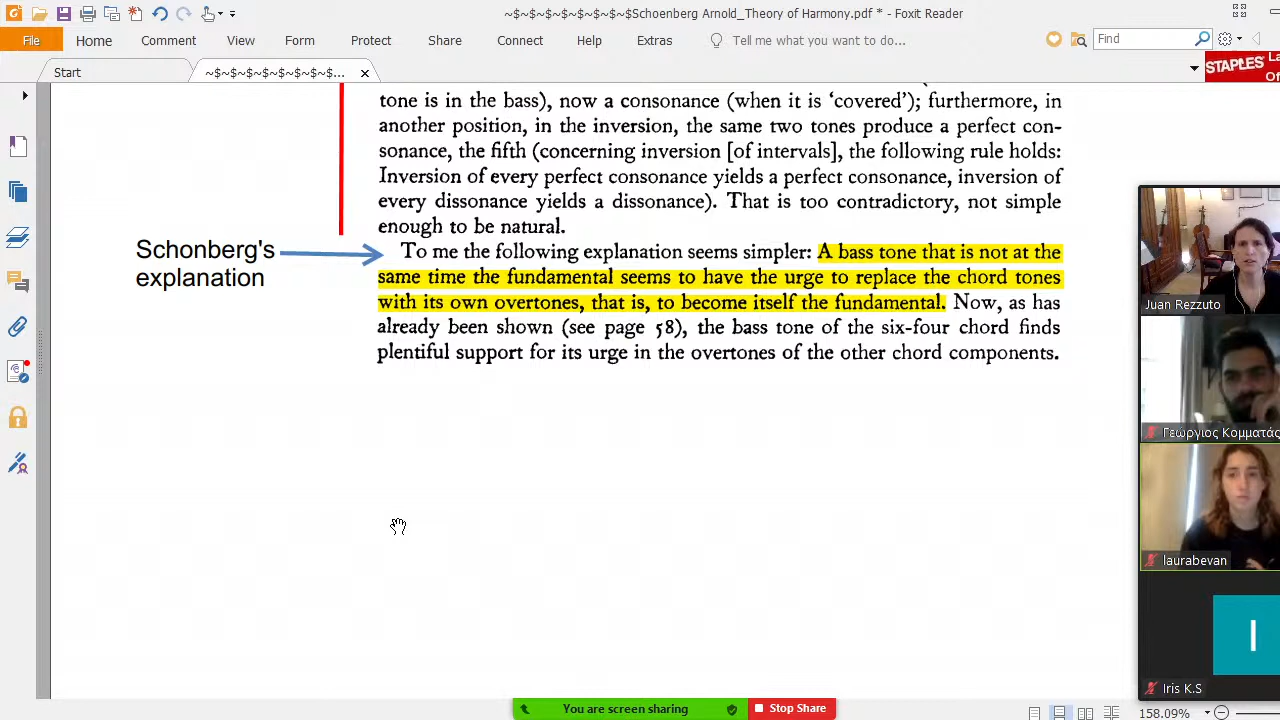 ~$~$~$~$~$~$~$Schoenberg Arnold_Theory of Harmony.pdf * - Foxit Reader
File Home Comment View Form Protect Share Connect Help Extras Tell me what you want to do... Find
Start ~$~$~$~$~$~$~$~$... STAPLES
tone is in the bass), now a consonance (when it is ‘covered’); furthermore, in
another position, in the inversion, the same two tones produce a perfect con-
sonance, the fifth (concerning inversion [of intervals], the following rule holds:
Inversion of every perfect consonance yields a perfect consonance, inversion of
every dissonance yields a dissonance). That is too contradictory, not simple
enough to be natural.
Schonberg's
explanation
To me the following explanation seems simpler: A bass tone that is not at the
same time the fundamental seems to have the urge to replace the chord tones
with its own overtones, that is, to become itself the fundamental. Now, as has
already been shown (see page 58), the bass tone of the six-four chord finds
plentiful support for its urge in the overtones of the other chord components.
Juan Rezzuto
Γεωργιος Κομματάς
laurabevan
I
Iris K.S
You are screen sharing Stop Share
158.09%